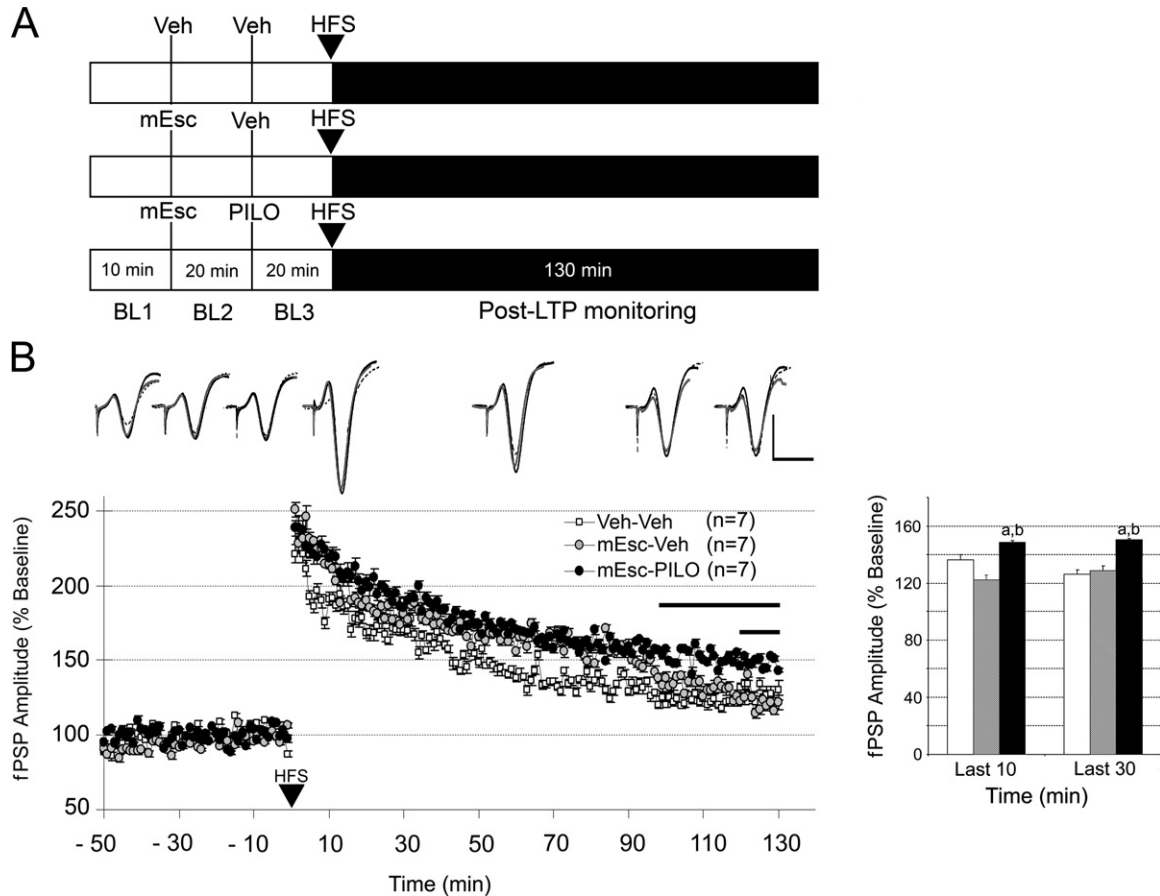 A
Veh Veh HFS
mEsc Veh HFS
mEsc PILO HFS
10 min 20 min 20 min 130 min
BL1 BL2 BL3 Post-LTP monitoring
B
fPSP Amplitude (% Baseline)
250
200
150
100
50
Veh-Veh (n=7)
mEsc-Veh (n=7)
mEsc-PILO (n=7)
HFS
- 50 - 30 - 10 10 30 50 70 90 110 130
Time (min)
fPSP Amplitude (% Baseline)
160
120
80
40
0
a,b a,b
Last 10 Last 30
Time (min)